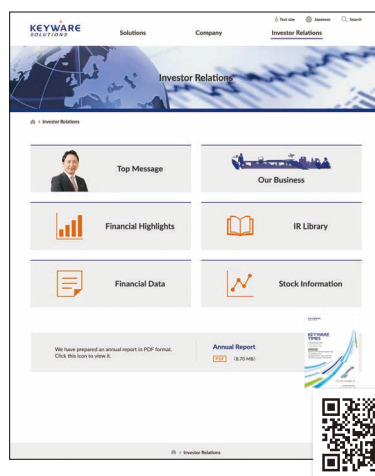 KEYWARE
SOLUTIONS
Text size Japanese Search
Solutions Company Investor Relations
Investor Relations
> Investor Relations
Top Message
Our Business
Financial Highlights
IR Library
Financial Data
Stock Information
We have prepared an annual report in PDF format.
Click this icon to view it.
Annual Report
PDF (8.70 MB)
KEYWARE
TIMES
> Investor Relations